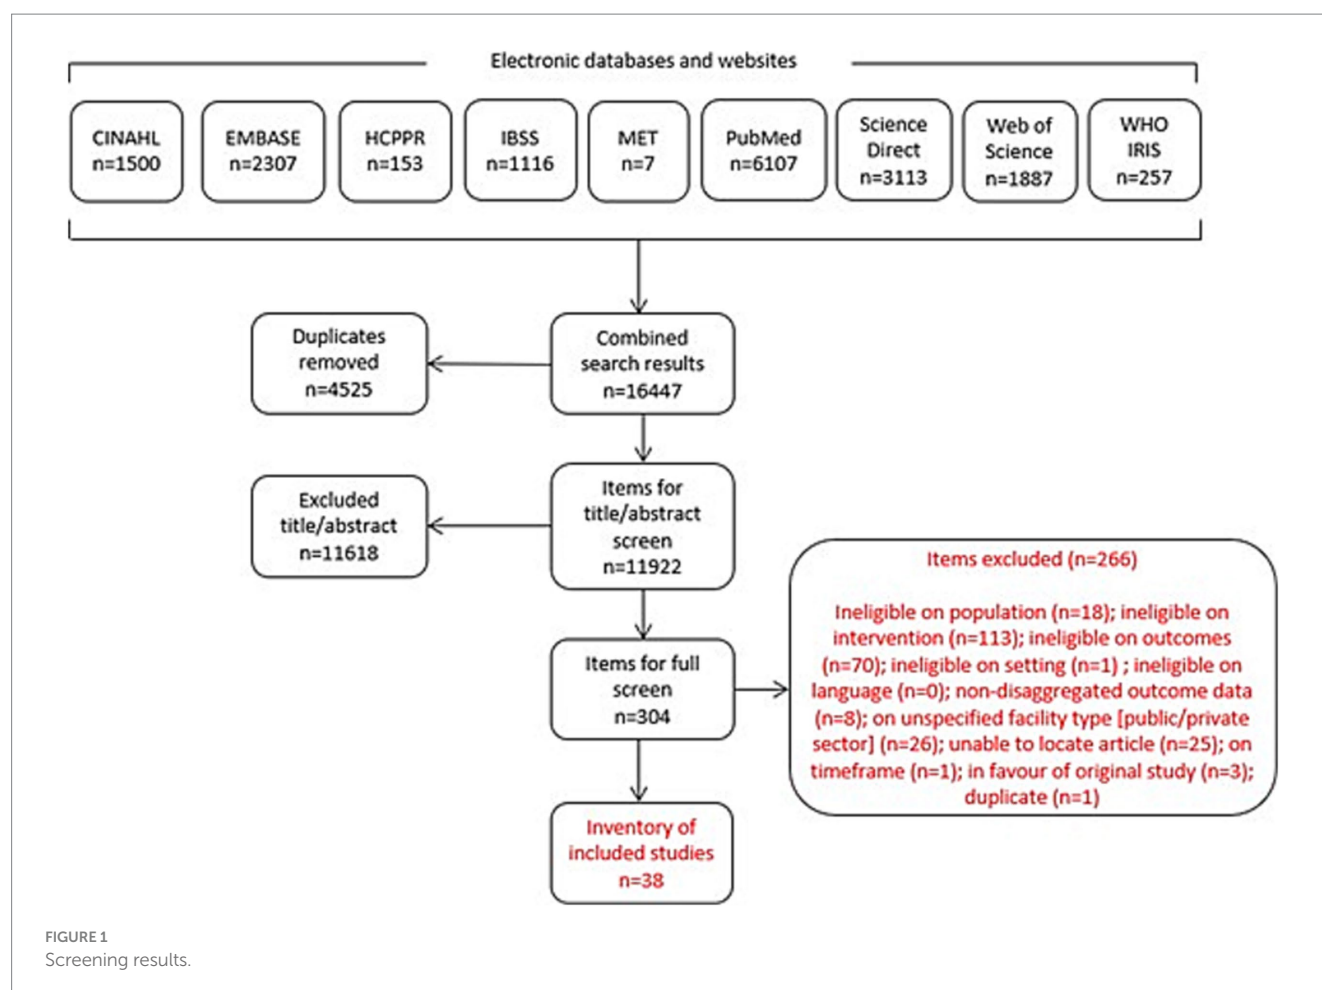 Electronic databases and websites
CINAHL
n=1500
EMBASE
n=2307
HCPPR
n=153
IBSS
n=1116
MET
n=7
PubMed
n=6107
Science
Direct
n=3113
Web of
Science
n=1887
WHO
IRIS
n=257
Duplicates
removed
n=4525
Combined
search results
n=16447
Excluded
title/abstract
n=11618
Items for
title/abstract
screen
n=11922
Items for full
screen
n=304
Items excluded (n=266)
Ineligible on population (n=18); ineligible on
intervention (n=113); ineligible on outcomes
(n=70); ineligible on setting (n=1) ; ineligible on
language (n=0); non-disaggregated outcome data
(n=8); on unspecified facility type [public/private
sector] (n=26); unable to locate article (n=25); on
timeframe (n=1); in favour of original study (n=3);
duplicate (n=1)
Inventory of
included studies
n=38
FIGURE 1
Screening results.